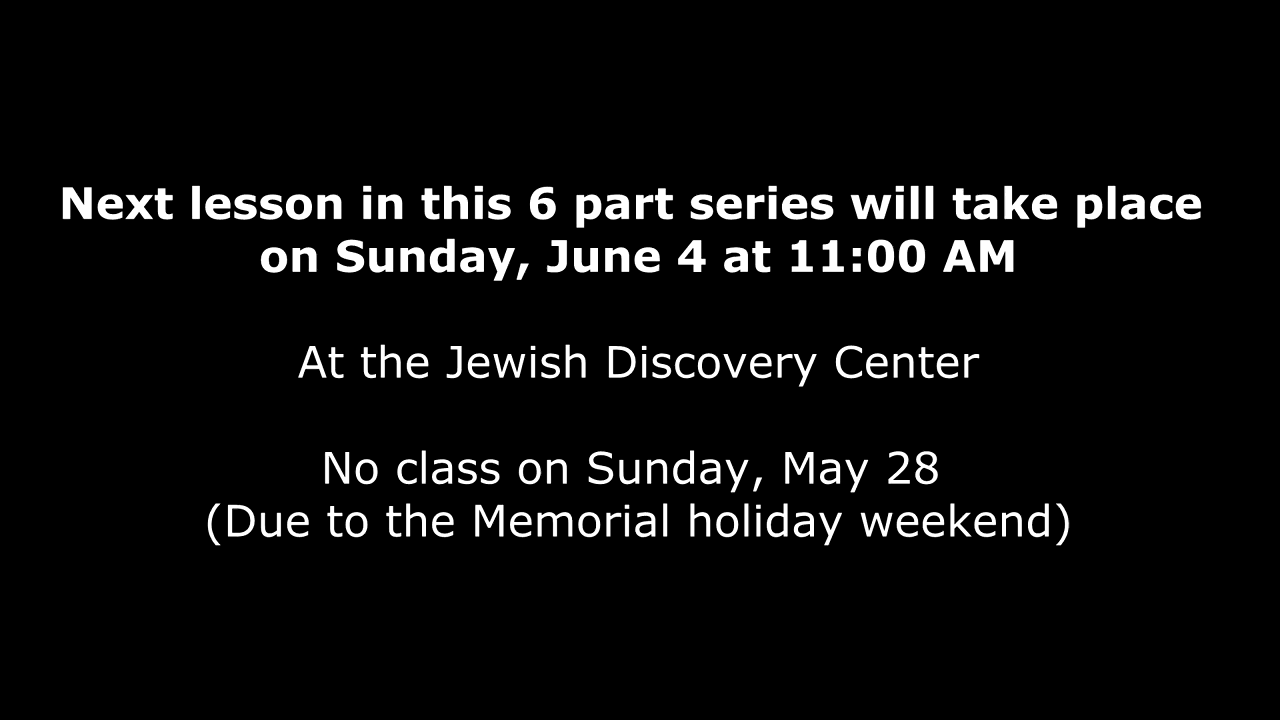 Next lesson in this 6 part series will take place
on Sunday, June 4 at 11:00 AM
At the Jewish Discovery Center
No class on Sunday, May 28
(Due to the Memorial holiday weekend)